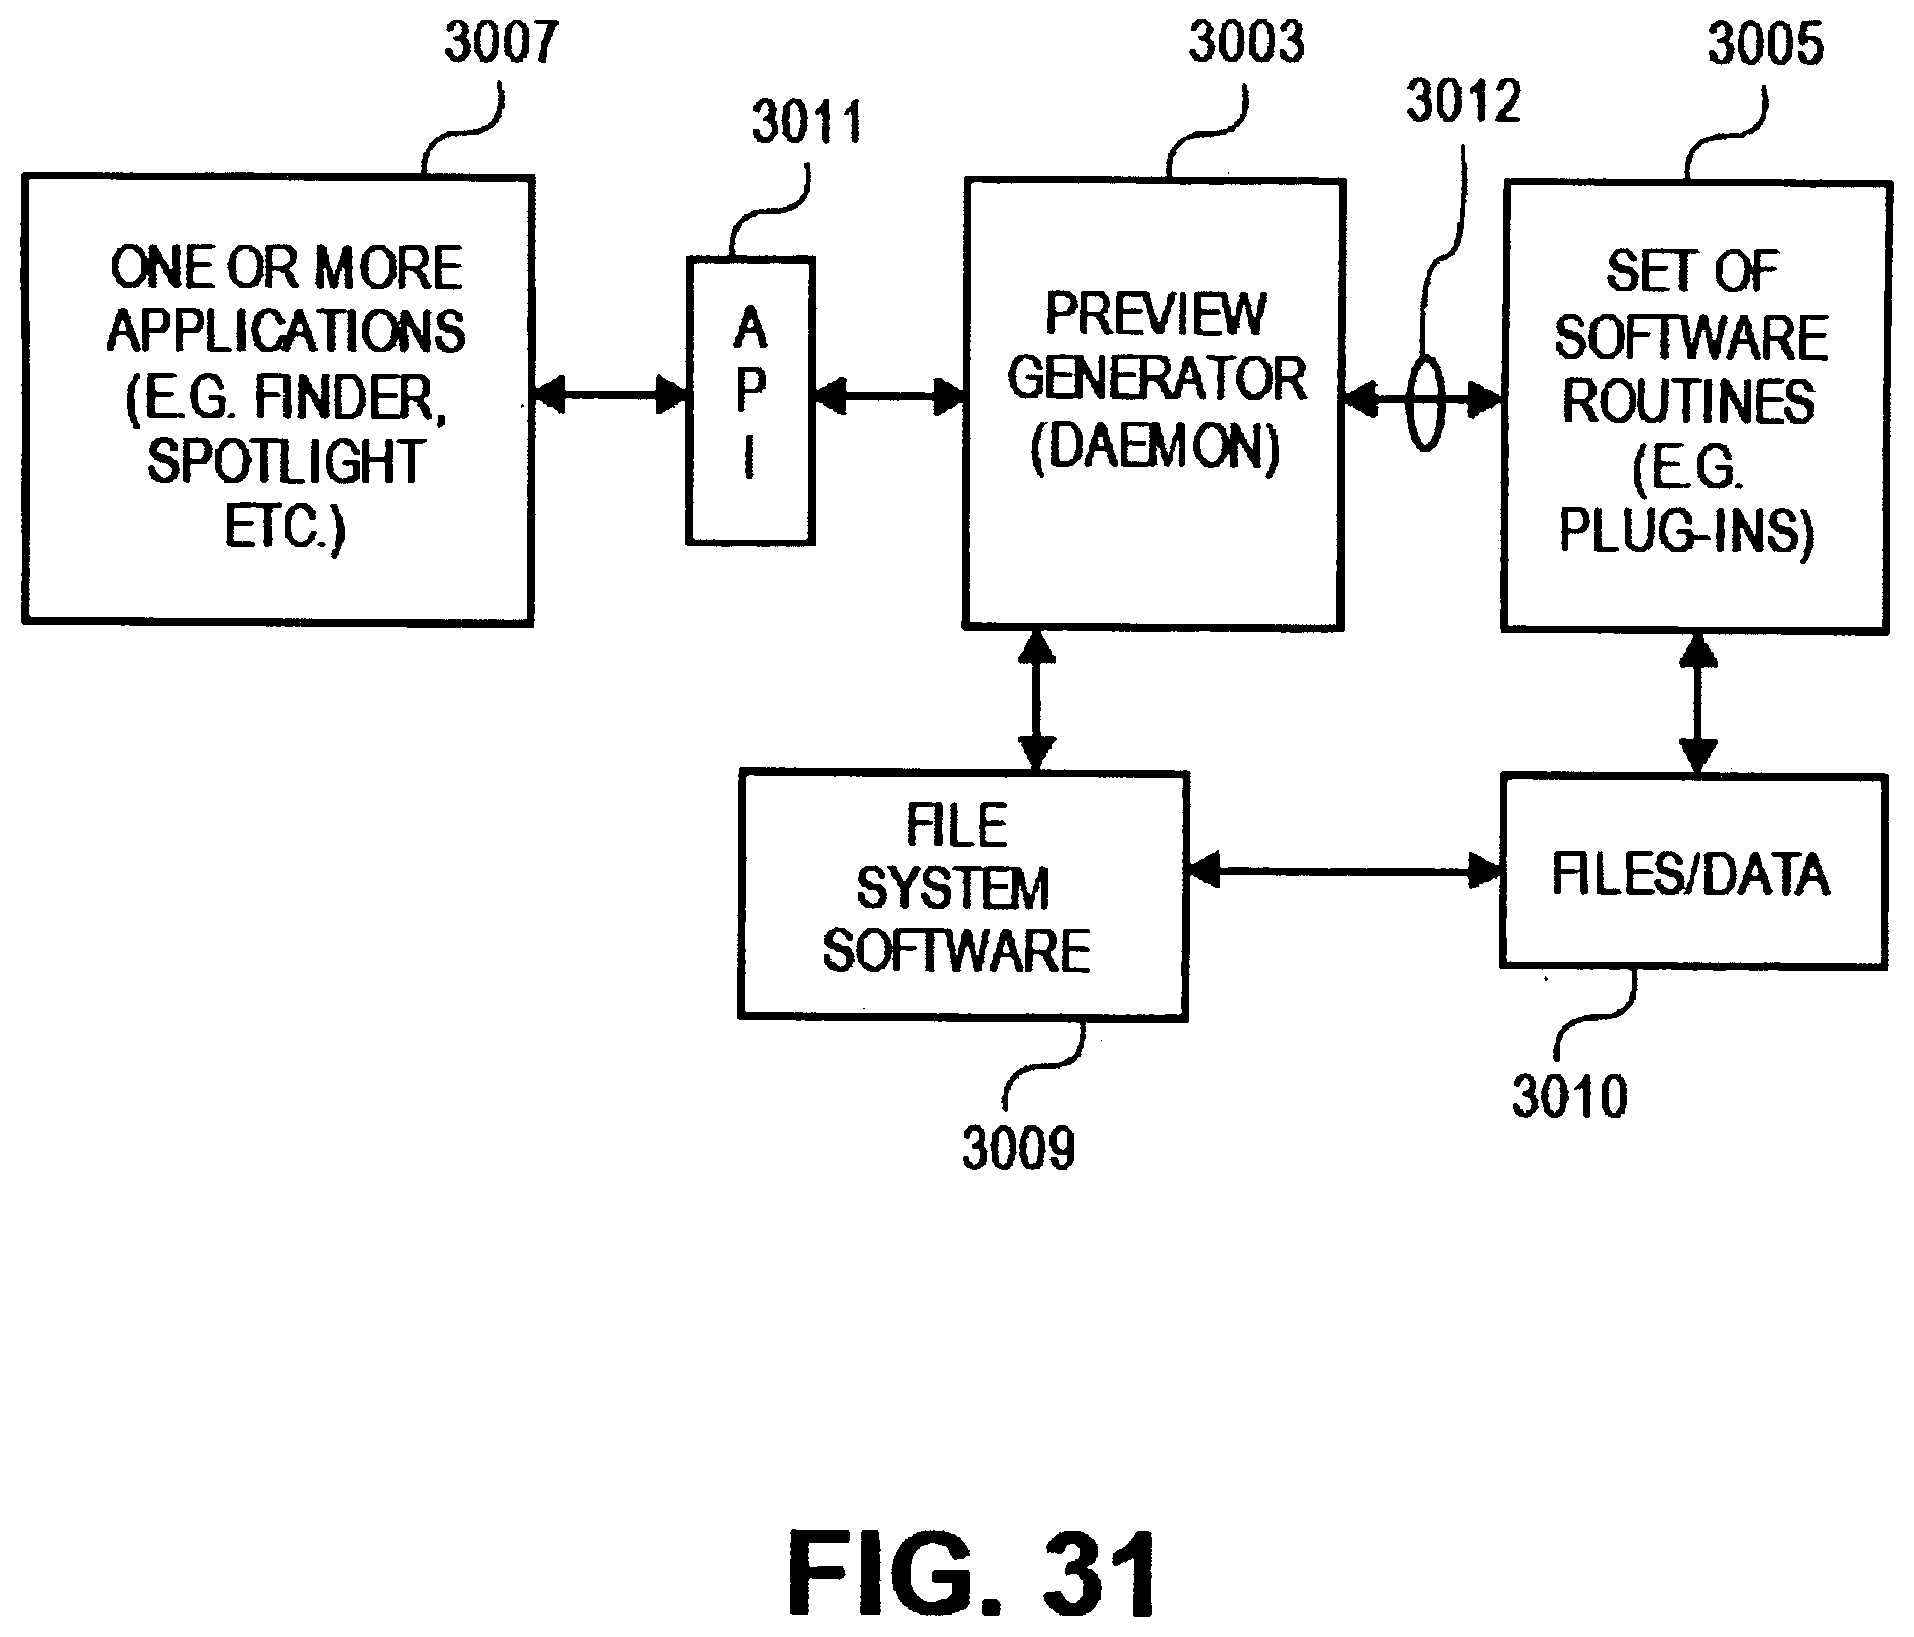 3007
3011
3003
3012
3005
ONE OR MORE
APPLICATIONS
(E.G. FINDER,
SPOTLIGHT
ETC.)
A
P
I
PREVIEW
GENERATOR
(DAEMON)
SET OF
SOFTWARE
ROUTINES
(E.G.
PLUG-INS)
FILE
SYSTEM
SOFTWARE
FILES/DATA
3009
3010
FIG. 31